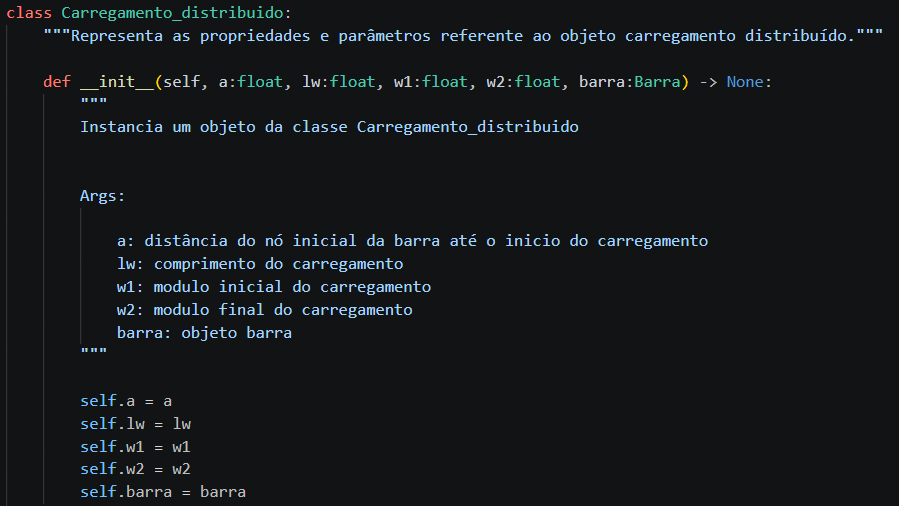 class Carregamento_distribuido:
    """Representa as propriedades e parâmetros referente ao objeto carregamento distribuído."""
    def __init__(self, a:float, lw:float, w1:float, w2:float, barra:Barra) -> None:
        """
        Instancia um objeto da classe Carregamento_distribuido
        Args:
            a: distância do nó inicial da barra até o inicio do carregamento
            lw: comprimento do carregamento
            w1: modulo inicial do carregamento
            w2: modulo final do carregamento
            barra: objeto barra
        """
        self.a = a
        self.lw = lw
        self.w1 = w1
        self.w2 = w2
        self.barra = barra